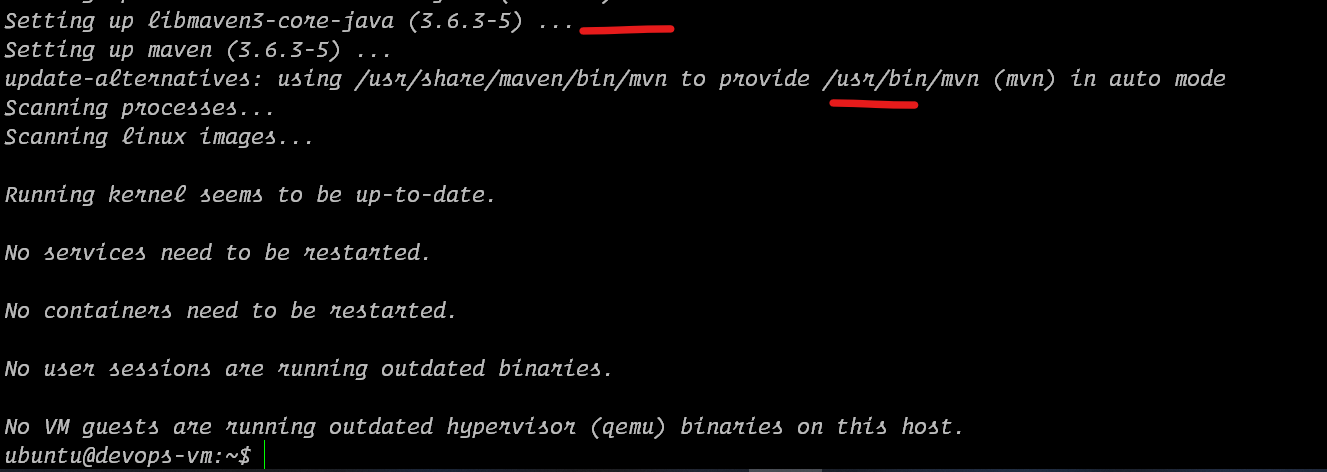 Setting up libmaven3-core-java (3.6.3-5) ...
Setting up maven (3.6.3-5) ...
update-alternatives: using /usr/share/maven/bin/mvn to provide /usr/bin/mvn (mvn) in auto mode
Scanning processes...
Scanning linux images...
Running kernel seems to be up-to-date.
No services need to be restarted.
No containers need to be restarted.
No user sessions are running outdated binaries.
No VM guests are running outdated hypervisor (qemu) binaries on this host.
ubuntu@devops-vm:~$